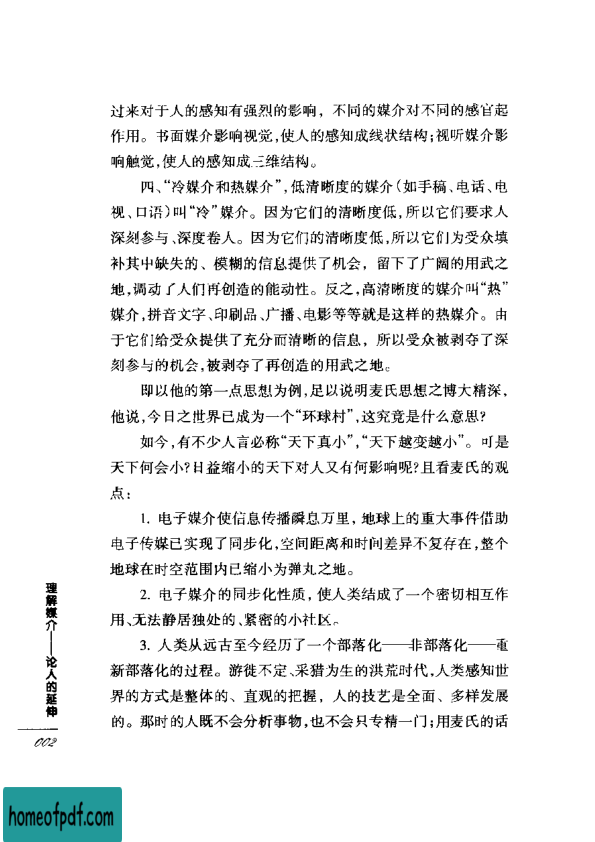 过来对于人的感知有强烈的影响，不同的媒介对不同的感官起
作用。书面媒介影响视觉,使人的感知成线状结构;视听媒介影
响触觉,使人的感知成三维结构。
四、“冷媒介和热媒介”,低清晰度的媒介(如手稿、电话、电
视、口语)叫“冷”媒介。因为它们的清晰度低,所以它们要求人
深刻参与、深度卷人。因为它们的清晰度低,所以它们为受众填
补其中缺失的、模糊的信息提供了机会，留下了广阔的用武之
地,调动了人们再创造的能动性。反之,高清晰度的媒介叫“热”
媒介,拼音文字、印刷品、广播、电影等等就是这样的热媒介。由
于它们给受众提供了充分而清晰的信息，所以受众被剥夺了深
刻参与的机会,被剥夺了再创造的用武之地。
即以他的第一点思想为例,足以说明麦氏思想之博大精深,
他说,今日之世界已成为一个“环球村”,这究竟是什么意思?
如今,有不少人言必称“天下真小”,“天下越变越小”。可是
天下何会小?日益缩小的天下对人又有何影响呢?且看麦氏的观
点:
1. 电子媒介使信息传播瞬息万里，地球上的重大事件借助
电子传媒已实现了同步化,空间距离和时间差异不复存在,整个
地球在时空范围内已缩小为弹丸之地。
2. 电子媒介的同步化性质，使人类结成了一个密切相互作
用、无法静居独处的、紧密的小社区。
3. 人类从远古至今经历了一个部落化——非部落化——重
新部落化的过程。游徙不定、采猎为生的洪荒时代,人类感知世
界的方式是整体的、直观的把握，人的技艺是全面、多样发展
的。那时的人既不会分析事物,也不会只专精一门;用麦氏的话
理解媒介——论人的延伸
002
homeofpdf.com